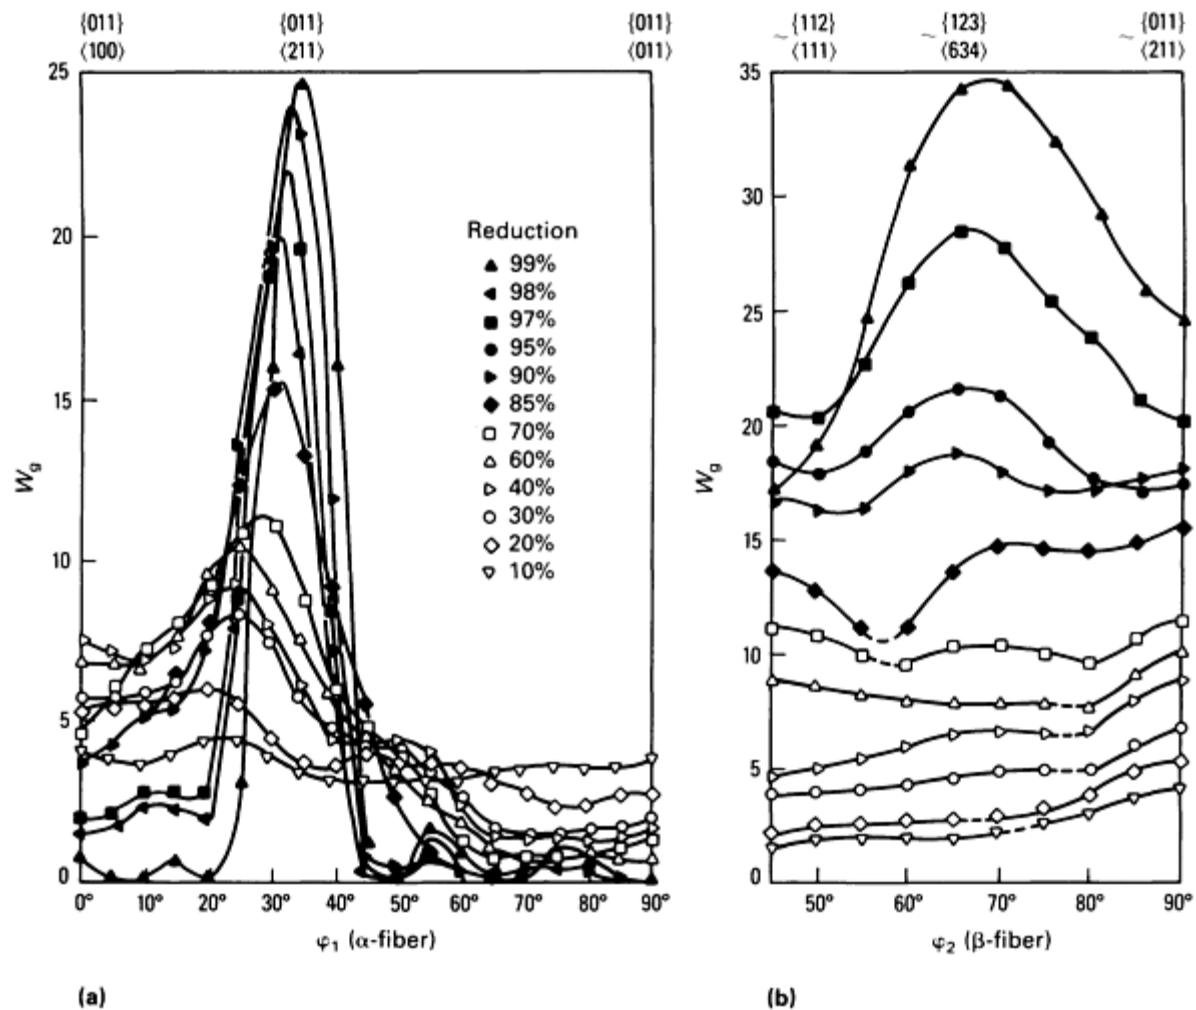 {011} {011} {011}
⟨100⟩ ⟨211⟩ ⟨011⟩
~ {112} ~ {123} ~ {011}
⟨111⟩ ⟨634⟩ ⟨211⟩
25
20
15
10
5
0
W_g
Reduction
99%
98%
97%
95%
90%
85%
70%
60%
40%
30%
20%
10%
0° 10° 20° 30° 40° 50° 60° 70° 80° 90°
φ₁ (α-fiber)
(a)
35
30
25
20
15
10
5
0
W_g
50° 60° 70° 80° 90°
φ₂ (β-fiber)
(b)